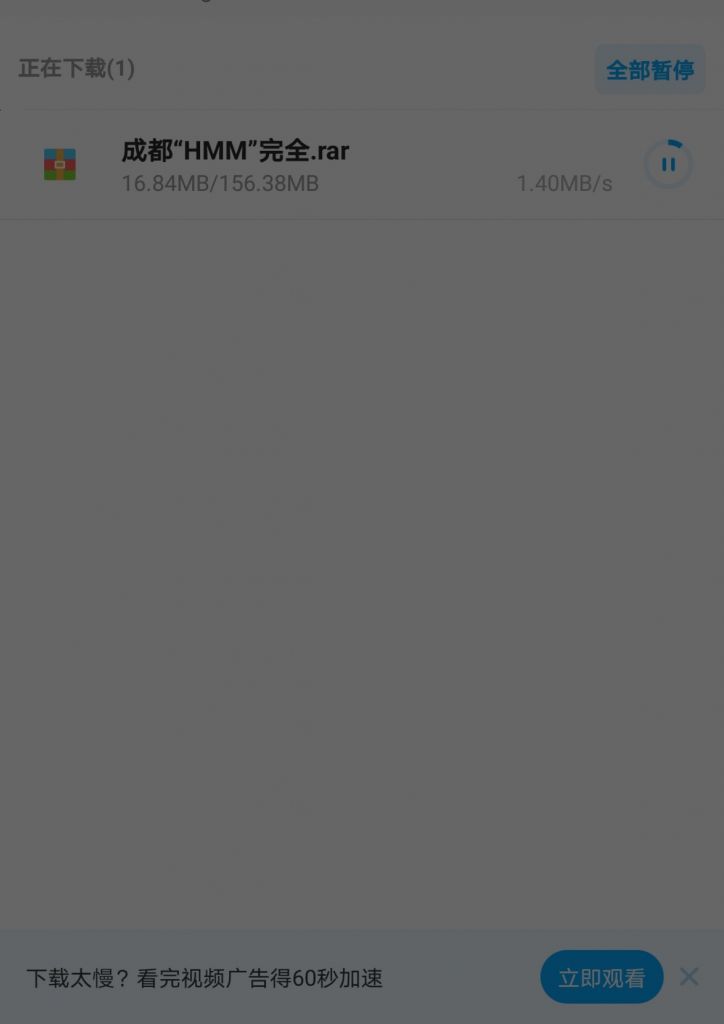 正在下载(1)
全部暂停
成都“HMM”完全.rar
16.84MB/156.38MB
1.40MB/s
下载太慢？看完视频广告得60秒加速
立即观看